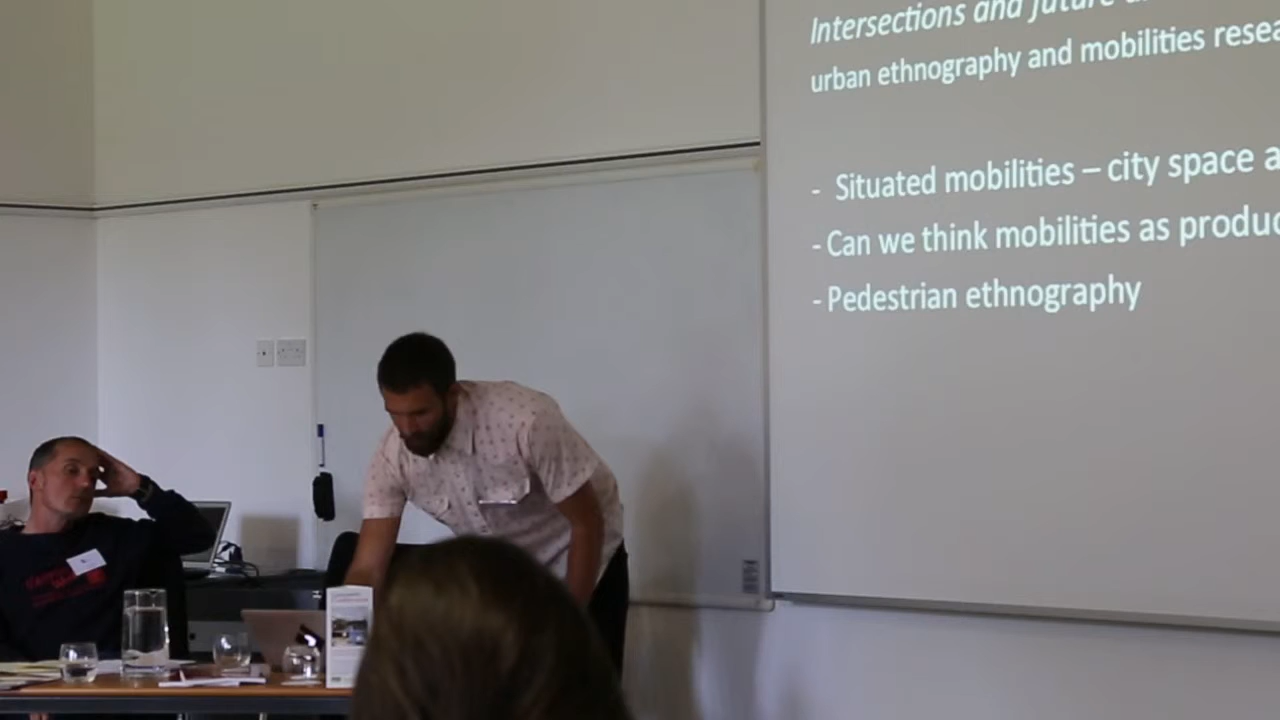 Intersections and future
urban ethnography and mobilities resea
- Situated mobilities – city space a
- Can we think mobilities as produc
- Pedestrian ethnography